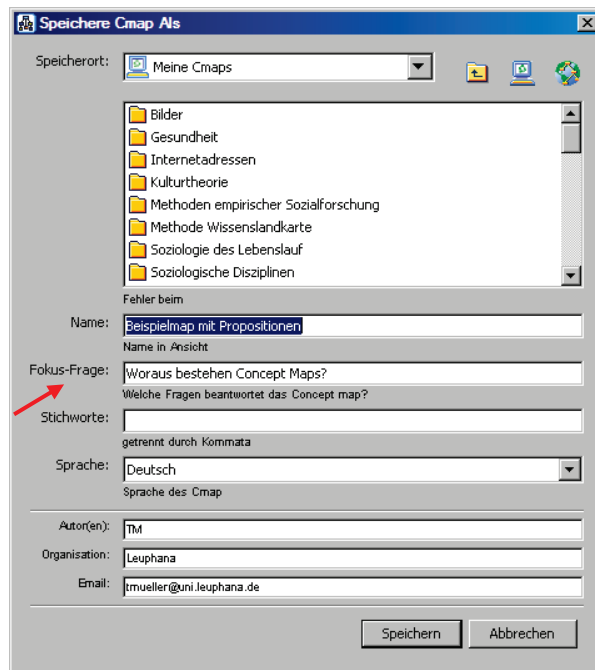 Speichere Cmap Als
Speicherort: Meine Cmaps
Bilder
Gesundheit
Internetadressen
Kulturtheorie
Methoden empirischer Sozialforschung
Methode Wissenslandkarte
Soziologie des Lebenslauf
Soziologische Disziplinen
Fehler beim
Name: Beispielmap mit Propositionen
Name in Ansicht
Fokus-Frage: Woraus bestehen Concept Maps?
Welche Fragen beantwortet das Concept map?
Stichworte:
getrennt durch Kommata
Sprache: Deutsch
Sprache des Cmap
Autor(en): TM
Organisation: Leuphana
Email: tmueller@uni.leuphana.de
Speichern Abbrechen